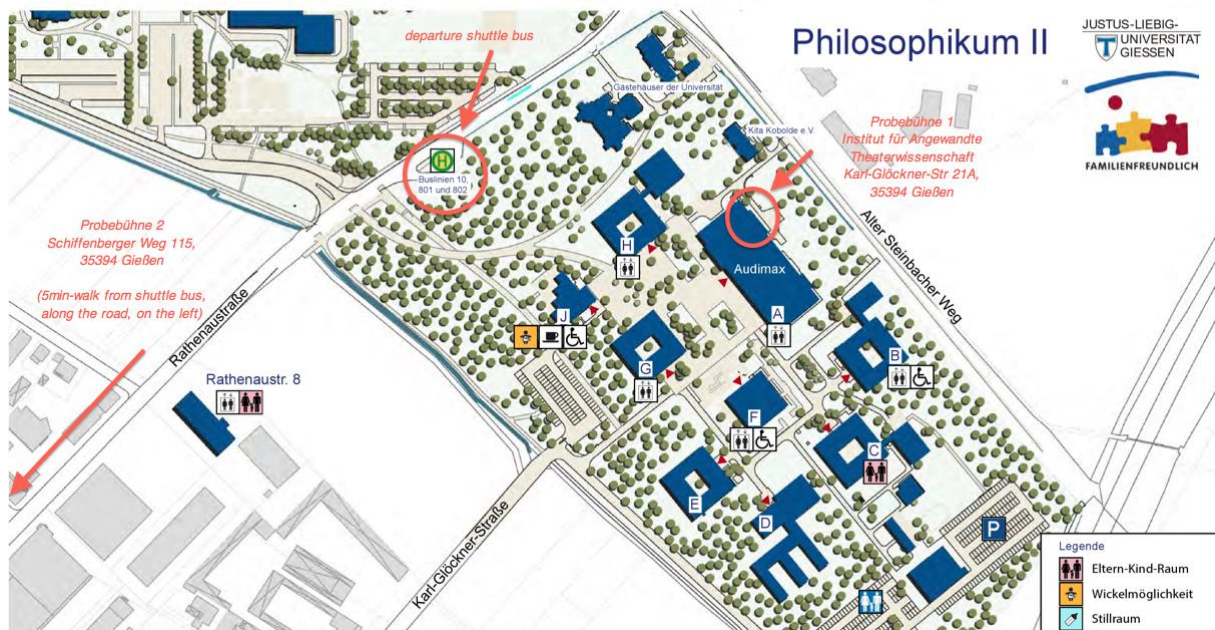 departure shuttle bus
Philosophikum II
JUSTUS-LIEBIG-
UNIVERSITÄT
GIESSEN
FAMILIENFREUNDLICH
Gästehäuser der Universität
Kita Kobolde e.V.
Probebühne 1
Institut für Angewandte
Theaterwissenschaft
Karl-Glöckner-Str 21A,
35394 Gießen
H
Buslinien 10,
801 und 802
Probebühne 2
Schiffenberger Weg 115,
35394 Gießen
(5min-walk from shuttle bus,
along the road, on the left)
Rathenaustraße
Alter Steinbacher Weg
H
Audimax
J
A
G
B
Rathenaustr. 8
F
C
E
D
Karl-Glöckner-Straße
P
Legende
Eltern-Kind-Raum
Wickelmöglichkeit
Stillraum